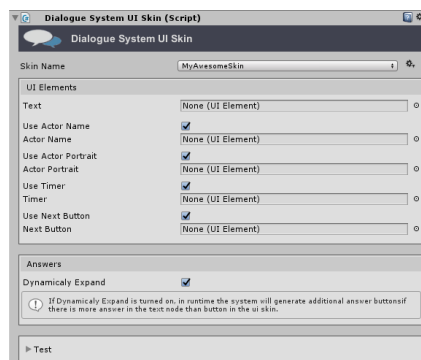 Dialogue System UI Skin (Script)
Dialogue System UI Skin
Skin Name MyAwesomeSkin
UI Elements
Text None (UI Element)
Use Actor Name
Actor Name None (UI Element)
Use Actor Portrait
Actor Portrait None (UI Element)
Use Timer
Timer None (UI Element)
Use Next Button
Next Button None (UI Element)
Answers
Dynamicaly Expand
If Dynamicaly Expand is turned on, in runtime the system will generate additional answer buttonsif
there is more answer in the text node than button in the ui skin.
Test